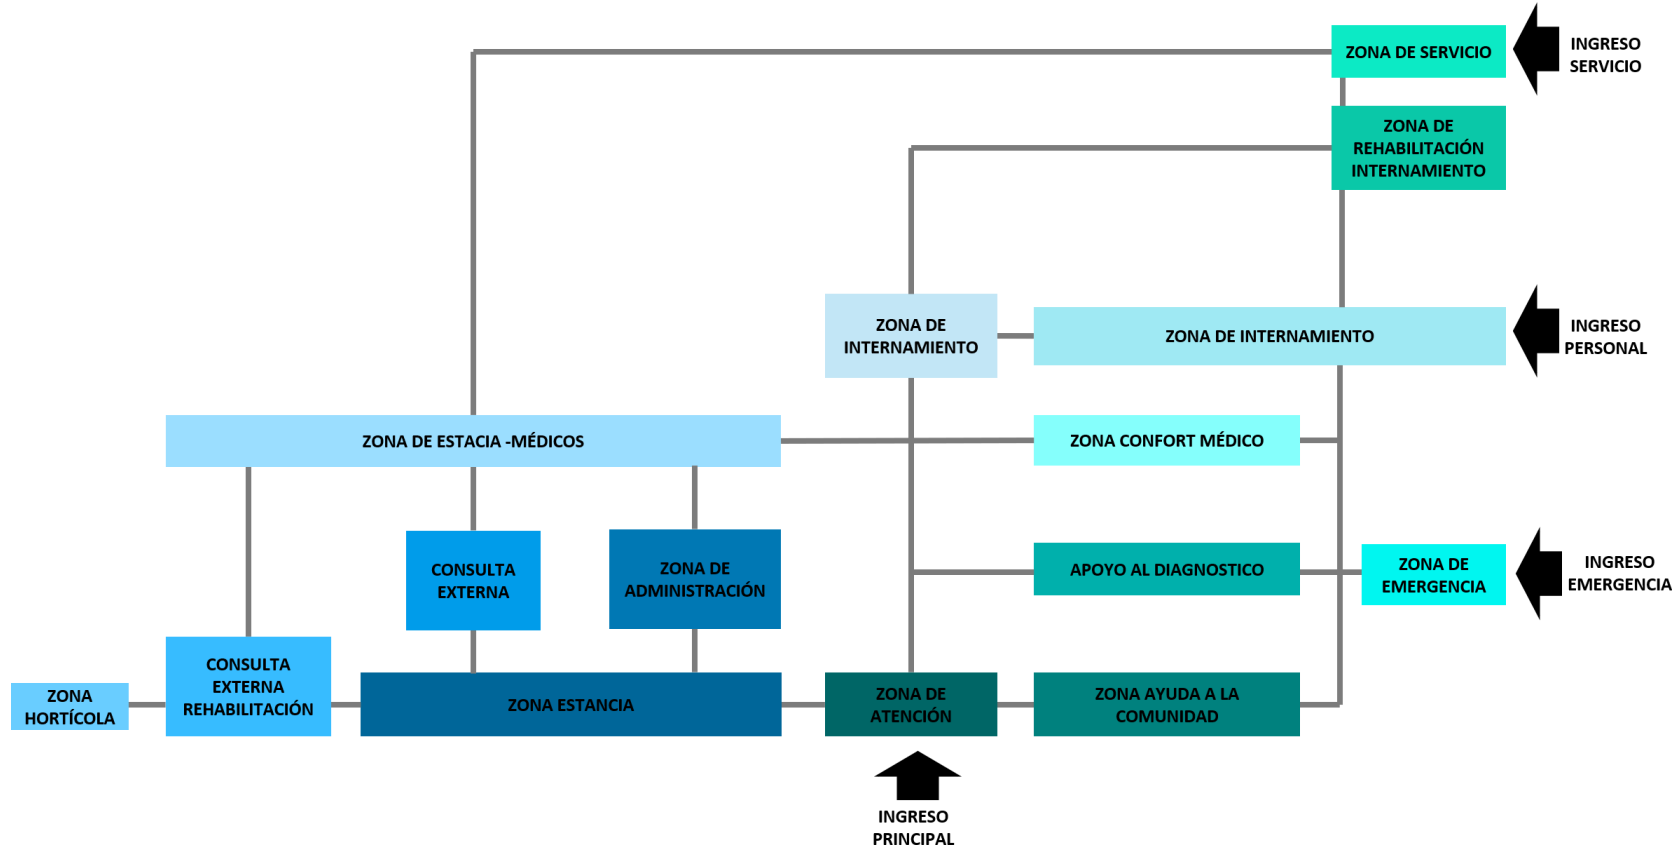 ZONA DE SERVICIO
INGRESO
SERVICIO
ZONA DE
REHABILITACIÓN
INTERNAMIENTO
ZONA DE
INTERNAMIENTO
ZONA DE INTERNAMIENTO
INGRESO
PERSONAL
ZONA DE ESTACIA -MÉDICOS
ZONA CONFORT MÉDICO
CONSULTA
EXTERNA
ZONA DE
ADMINISTRACIÓN
APOYO AL DIAGNOSTICO
ZONA DE
EMERGENCIA
INGRESO
EMERGENCIA
ZONA
HORTÍCOLA
CONSULTA
EXTERNA
REHABILITACIÓN
ZONA ESTANCIA
ZONA DE
ATENCIÓN
ZONA AYUDA A LA
COMUNIDAD
INGRESO
PRINCIPAL